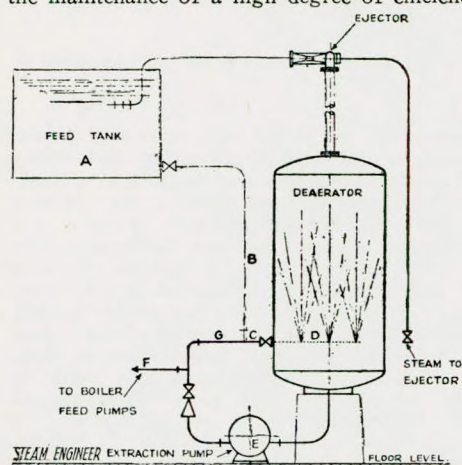 the maintenance of a high degree of
EJECTOR
FEED TANK
A
DEAERATOR
B
G
C
D
F
TO BOILER
FEED PUMPS
STEAM TO
EJECTOR
E
STEAM ENGINEER
EXTRACTION PUMP
FLOOR LEVEL.